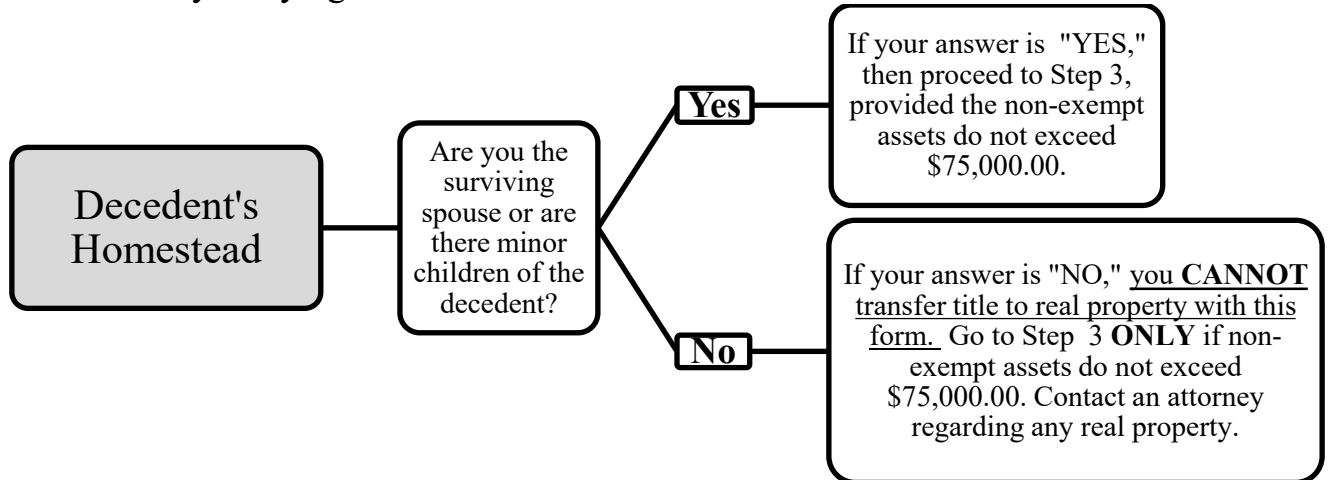 Decedent's
Homestead
Are you the
surviving
spouse or are
there minor
children of the
decedent?
Yes
If your answer is "YES,"
then proceed to Step 3,
provided the non-exempt
assets do not exceed
$75,000.00.
No
If your answer is "NO," you CANNOT
transfer title to real property with this
form. Go to Step 3 ONLY if non-
exempt assets do not exceed
$75,000.00. Contact an attorney
regarding any real property.